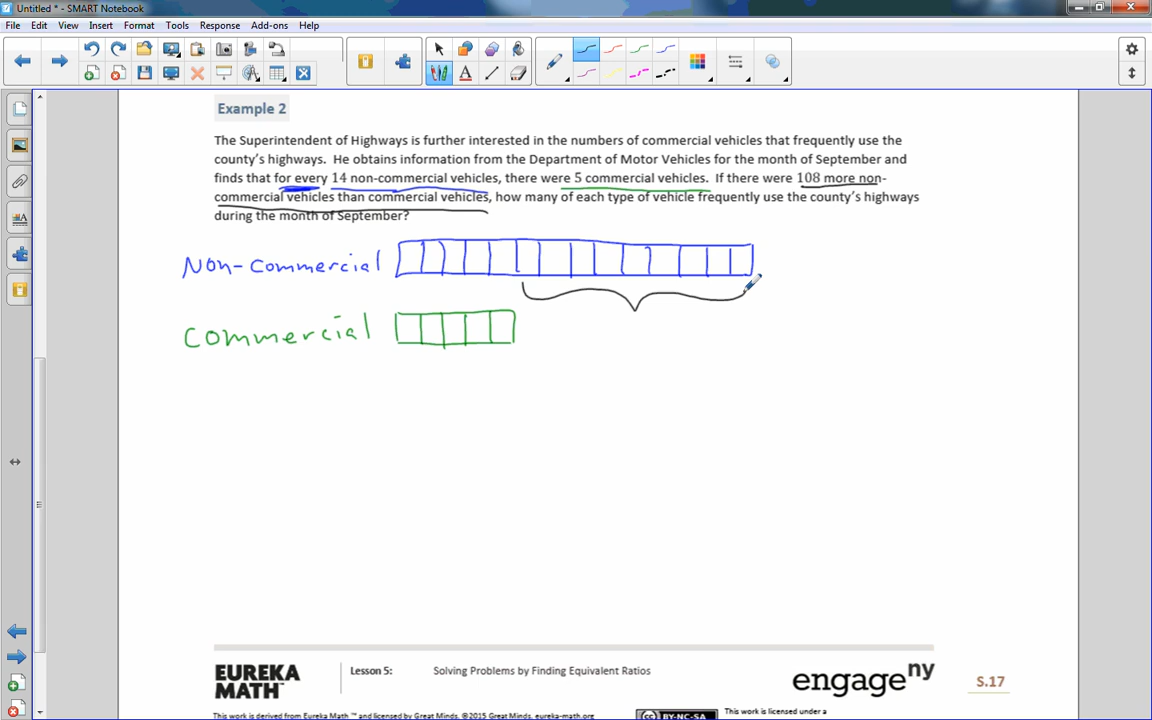 Untitled * - SMART Notebook
File Edit View Insert Format Tools Response Add-ons Help
Example 2
The Superintendent of Highways is further interested in the numbers of commercial vehicles that frequently use the
county's highways. He obtains information from the Department of Motor Vehicles for the month of September and
finds that for every 14 non-commercial vehicles, there were 5 commercial vehicles. If there were 108 more non-
commercial vehicles than commercial vehicles, how many of each type of vehicle frequently use the county's highways
during the month of September?
Non-Commercial
Commercial
EUREKA
MATH™
Lesson 5: Solving Problems by Finding Equivalent Ratios
engageny
S.17
This work is derived from Eureka Math ™ and licensed by Great Minds. ©2015 Great Minds. eureka-math.org
(cc) BY-NC-SA
This work is licensed under a